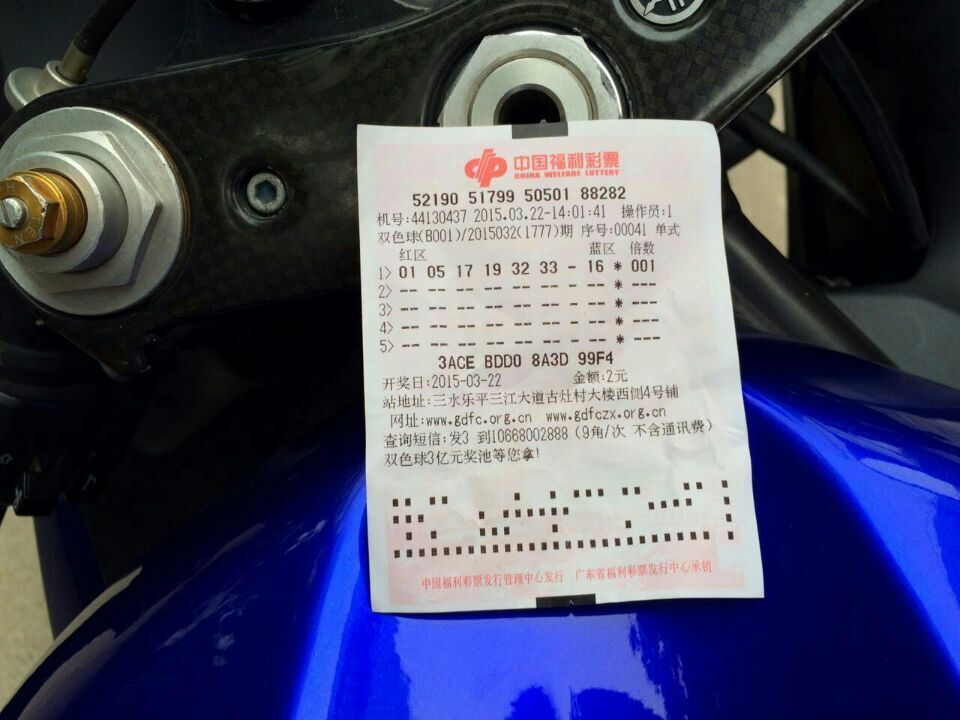 中国福利彩票
CHINA WELFARE LOTTERY
52190 51799 50501 88282
机号:44130437 2015.03.22-14:01:41 操作员:1
双色球(B001)/2015032(1777)期 序号:00041 单式
红区 蓝区 倍数
1> 01 05 17 19 32 33 - 16 * 001
2> -- -- -- -- -- -- - -- * ---
3> -- -- -- -- -- -- - -- * ---
4> -- -- -- -- -- -- - -- * ---
5> -- -- -- -- -- -- - -- * ---
3ACE BDD0 8A3D 99F4
开奖日:2015-03-22 金额:2元
站地址:三水乐平三江大道古灶村大楼西侧4号铺
网址:www.gdfc.org.cn www.gdfczx.org.cn
查询短信:发3 到10668002888(9角/次 不含通讯费)
双色球3亿元奖池等您拿!
中国福利彩票发行管理中心发行 广东省福利彩票发行中心承销